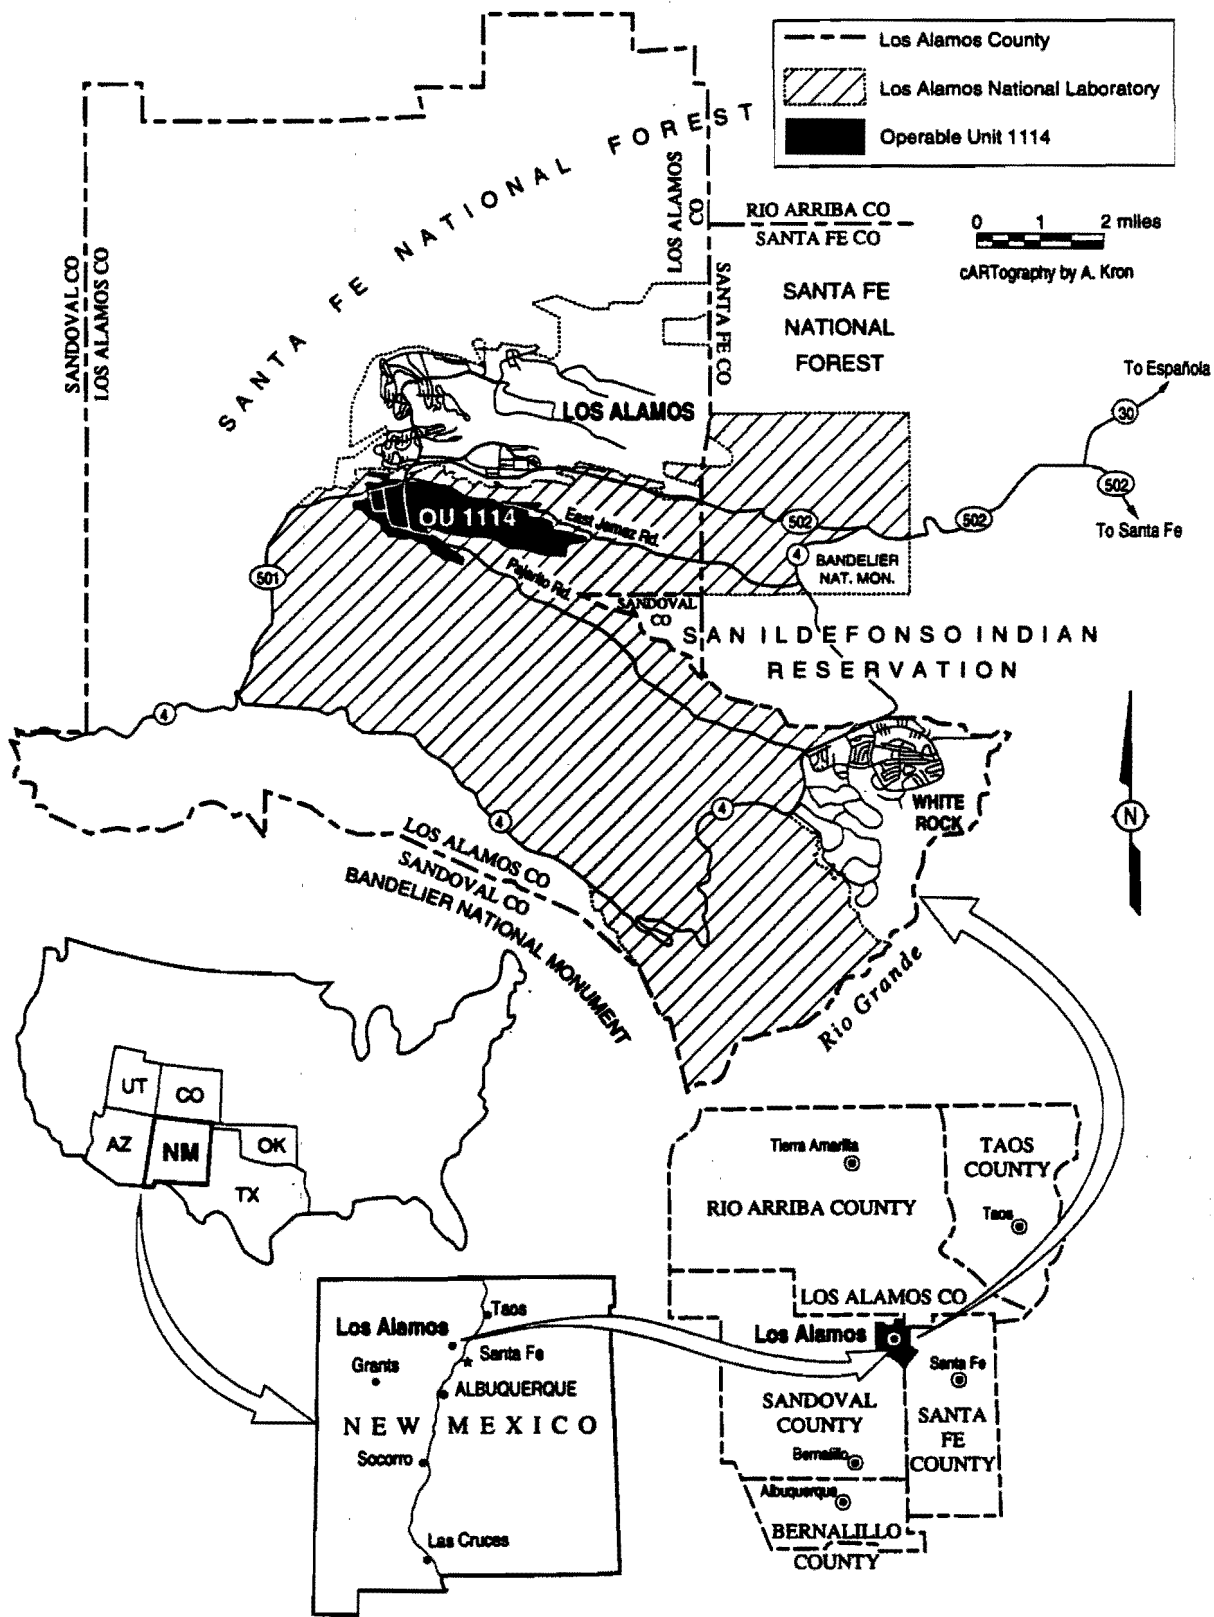 Los Alamos County
Los Alamos National Laboratory
Operable Unit 1114
SANTA FE NATIONAL FOREST
LOS ALAMOS CO
RIO ARRIBA CO
SANTA FE CO
0 1 2 miles
cARTography by A. Kron
SANDOVAL CO
LOS ALAMOS CO
SANTA FE CO
SANTA FE
NATIONAL
FOREST
To Española
30
LOS ALAMOS
502
To Santa Fe
OU 1114
East Jemez Rd.
502
502
4
BANDELIER
NAT. MON.
501
Pajarito Rd.
SANDOVAL
CO
SAN ILDEFONSO INDIAN
RESERVATION
4
N
WHITE
ROCK
4
4
LOS ALAMOS CO
SANDOVAL CO
BANDELIER NATIONAL MONUMENT
Rio Grande
UT
CO
AZ
NM
OK
TX
Tierra Amarilla
TAOS
COUNTY
RIO ARRIBA COUNTY
Taos
LOS ALAMOS CO
Los Alamos
Santa Fe
SANDOVAL
COUNTY
SANTA
FE
COUNTY
Bernalillo
Albuquerque
BERNALILLO
COUNTY
Taos
Los Alamos
Santa Fe
Grants
ALBUQUERQUE
NEW MEXICO
Socorro
Las Cruces